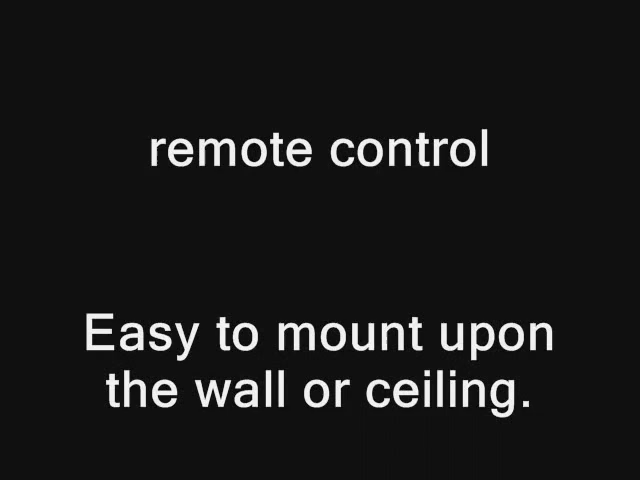 remote control
Easy to mount upon
the wall or ceiling.